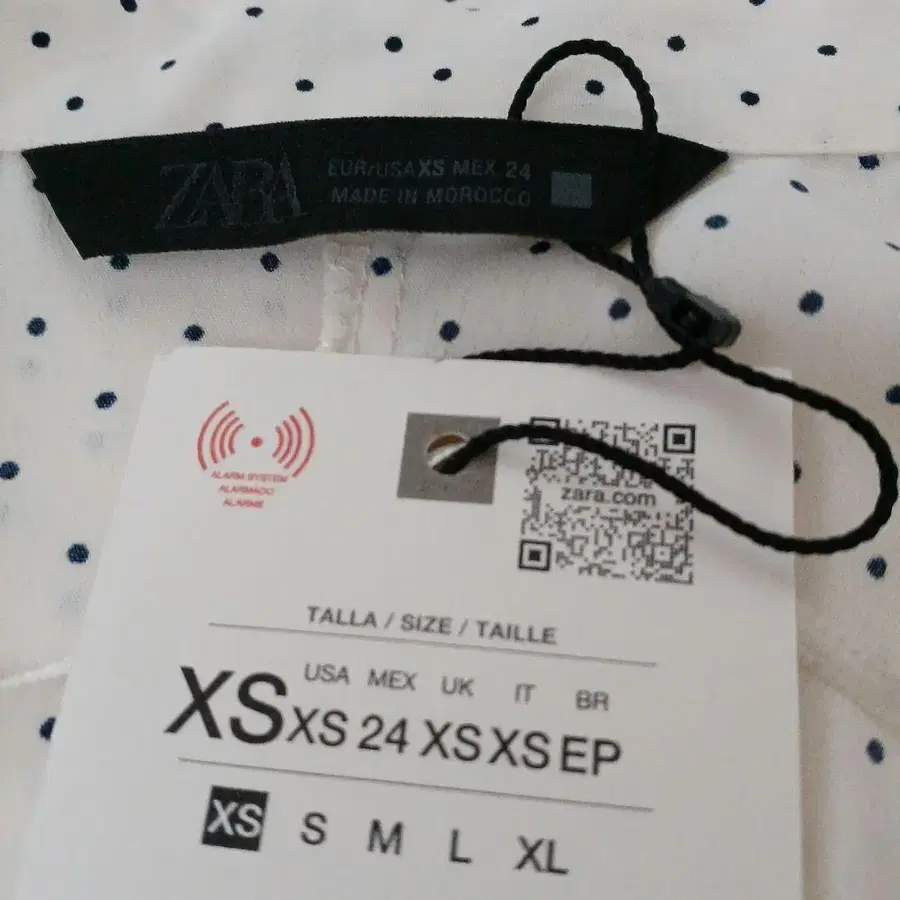 ZARA
EUR/USA XS MEX 24
MADE IN MOROCCO
ALARM SYSTEM
ALARMADO
ALARME
zara.com
TALLA / SIZE / TAILLE
USA MEX UK IT BR
XS XS 24 XS XS EP
XS S M L XL